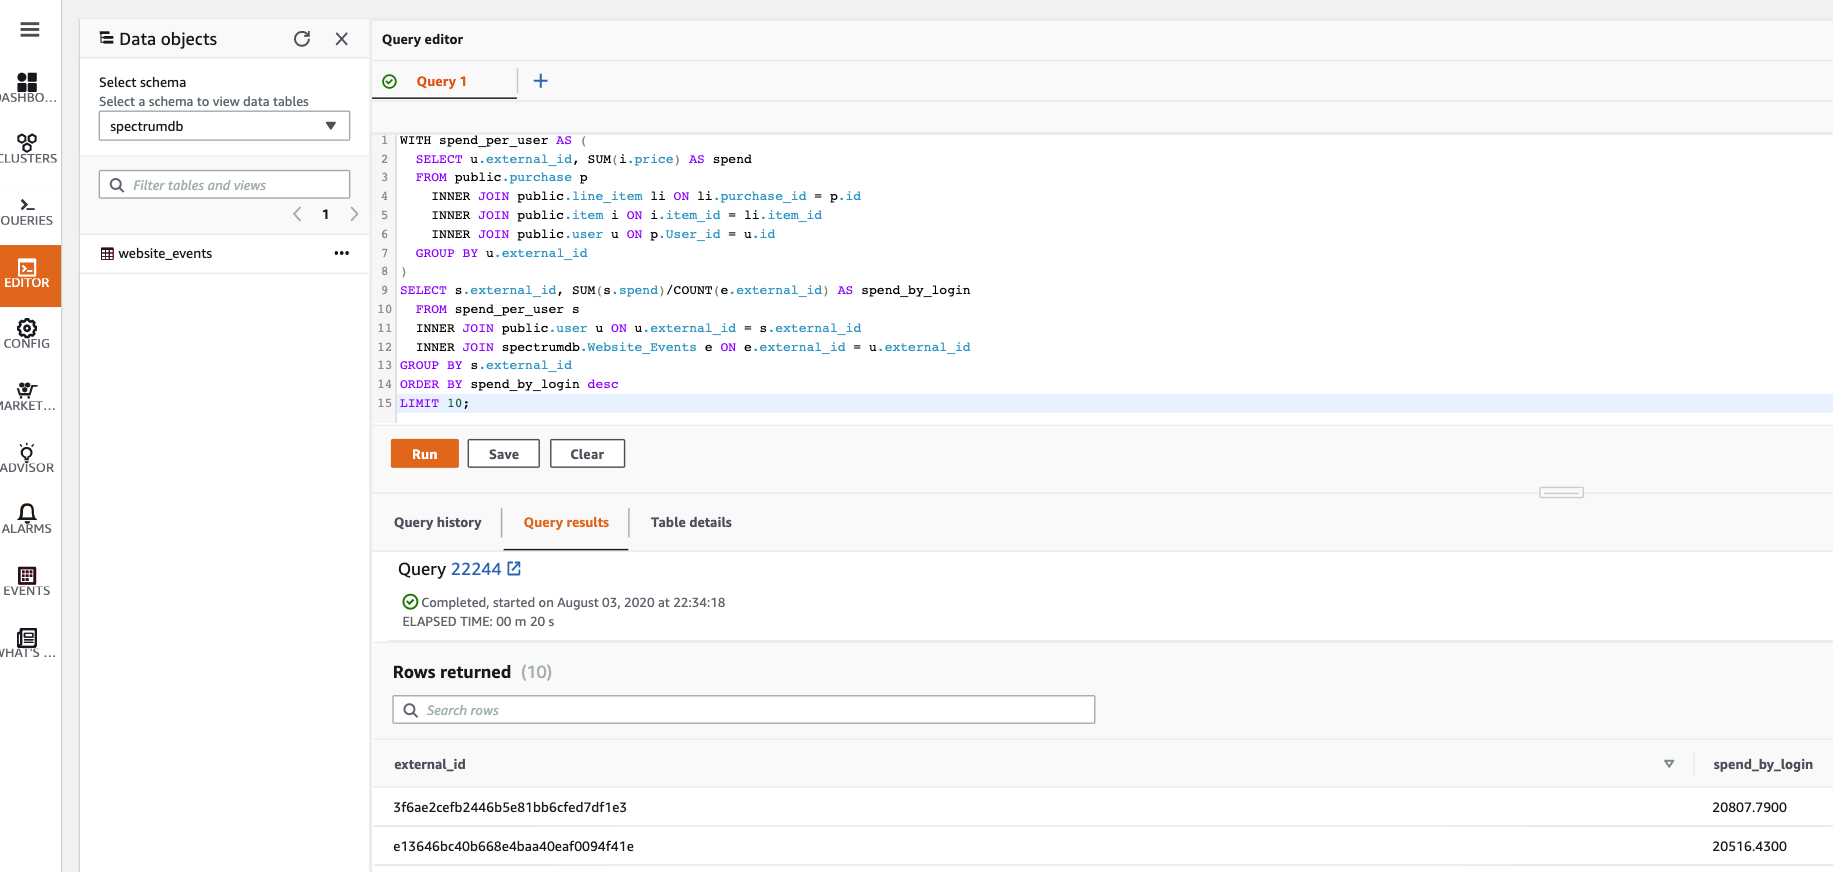 Data objects
Select schema
Select a schema to view data tables
spectrumdb
Filter tables and views
1
website_events
DASHBO...
CLUSTERS
QUERIES
EDITOR
CONFIG
MARKET...
ADVISOR
ALARMS
EVENTS
WHAT'S ...
Query editor
Query 1
1 WITH spend_per_user AS (
2 SELECT u.external_id, SUM(i.price) AS spend
3 FROM public.purchase p
4 INNER JOIN public.line_item li ON li.purchase_id = p.id
5 INNER JOIN public.item i ON i.item_id = li.item_id
6 INNER JOIN public.user u ON p.User_id = u.id
7 GROUP BY u.external_id
8 )
9 SELECT s.external_id, SUM(s.spend)/COUNT(e.external_id) AS spend_by_login
10 FROM spend_per_user s
11 INNER JOIN public.user u ON u.external_id = s.external_id
12 INNER JOIN spectrumdb.Website_Events e ON e.external_id = u.external_id
13 GROUP BY s.external_id
14 ORDER BY spend_by_login desc
15 LIMIT 10;
Run Save Clear
Query history Query results Table details
Query 22244
Completed, started on August 03, 2020 at 22:34:18
ELAPSED TIME: 00 m 20 s
Rows returned (10)
Search rows
external_id spend_by_login
3f6ae2cefb2446b5e81bb6cfed7df1e3 20807.7900
e13646bc40b668e4baa40eaf0094f41e 20516.4300